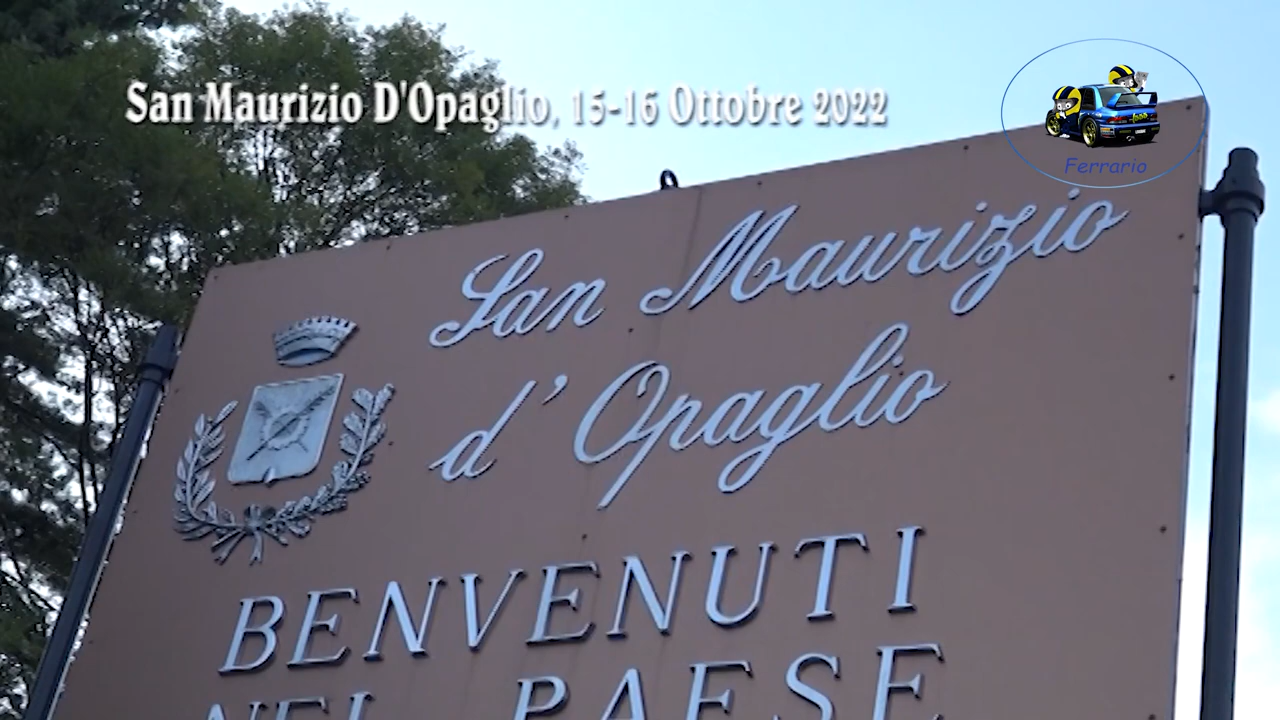 San Maurizio D'Opaglio, 15-16 Ottobre 2022
Ferrario
San Maurizio
d'Opaglio
BENVENUTI
NEL PAESE